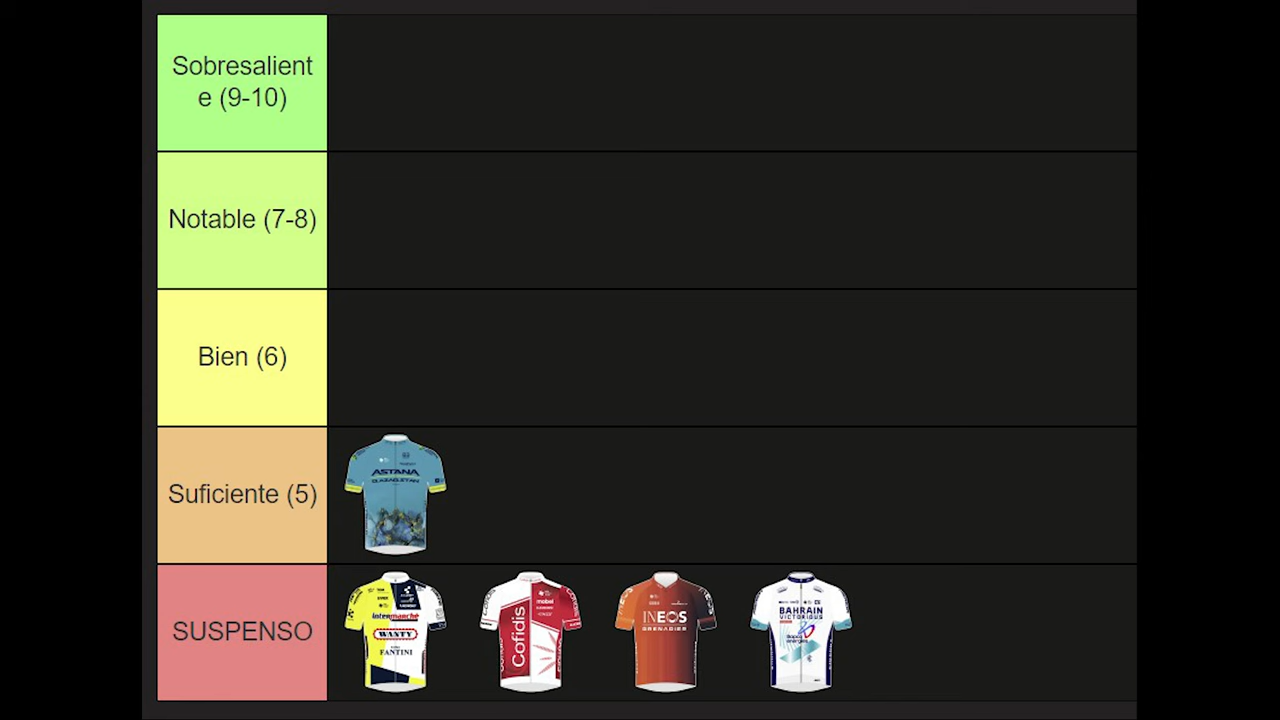 Sobresalient
e (9-10)
Notable (7-8)
Bien (6)
Suficiente (5)
ASTANA
QAZAQSTAN
SUSPENSO
intermarché
WANTY
FANTINI
Cofidis
mobel
INEOS
GRENADIERS
BAHRAIN
VICTORIOUS